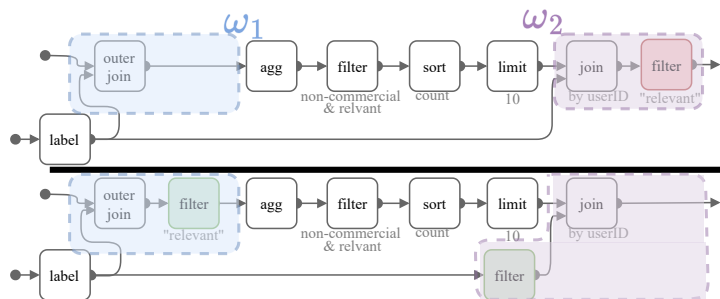 ω1 ω2
outer join agg filter sort limit join filter
non-commercial & relvant count 10 by userID "relevant"
label
outer join filter agg filter sort limit join
"relevant" non-commercial & relvant count 10 by userID
label filter